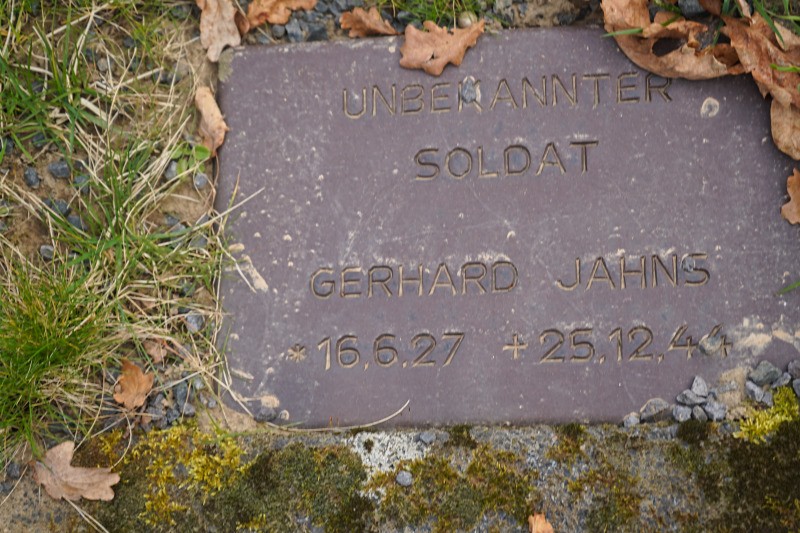 UNBEKANNTER
SOLDAT
GERHARD JAHNS
* 16.6.27 + 25.12.44